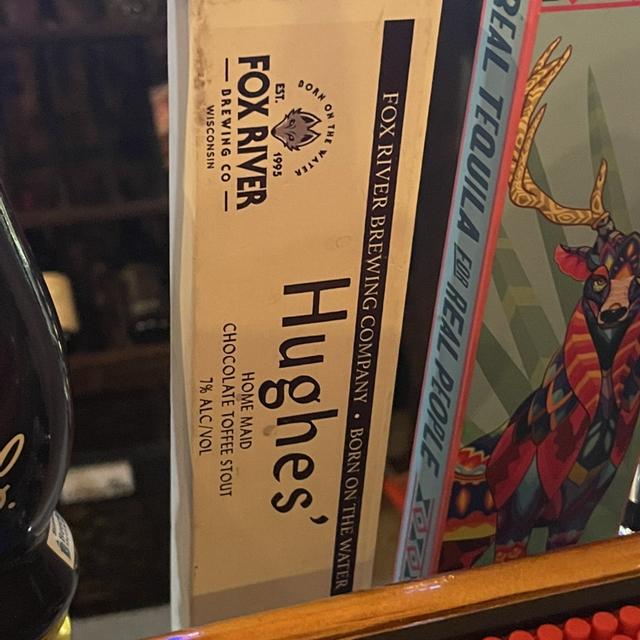 FOX RIVER BREWING COMPANY • BORN ON THE WATER
BORN ON THE WATER
EST. 1995
FOX RIVER
BREWING CO
WISCONSIN
Hughes'
HOME MAID
CHOCOLATE TOFFEE STOUT
7% ALC/VOL
REAL TEQUILA FOR REAL PEOPLE